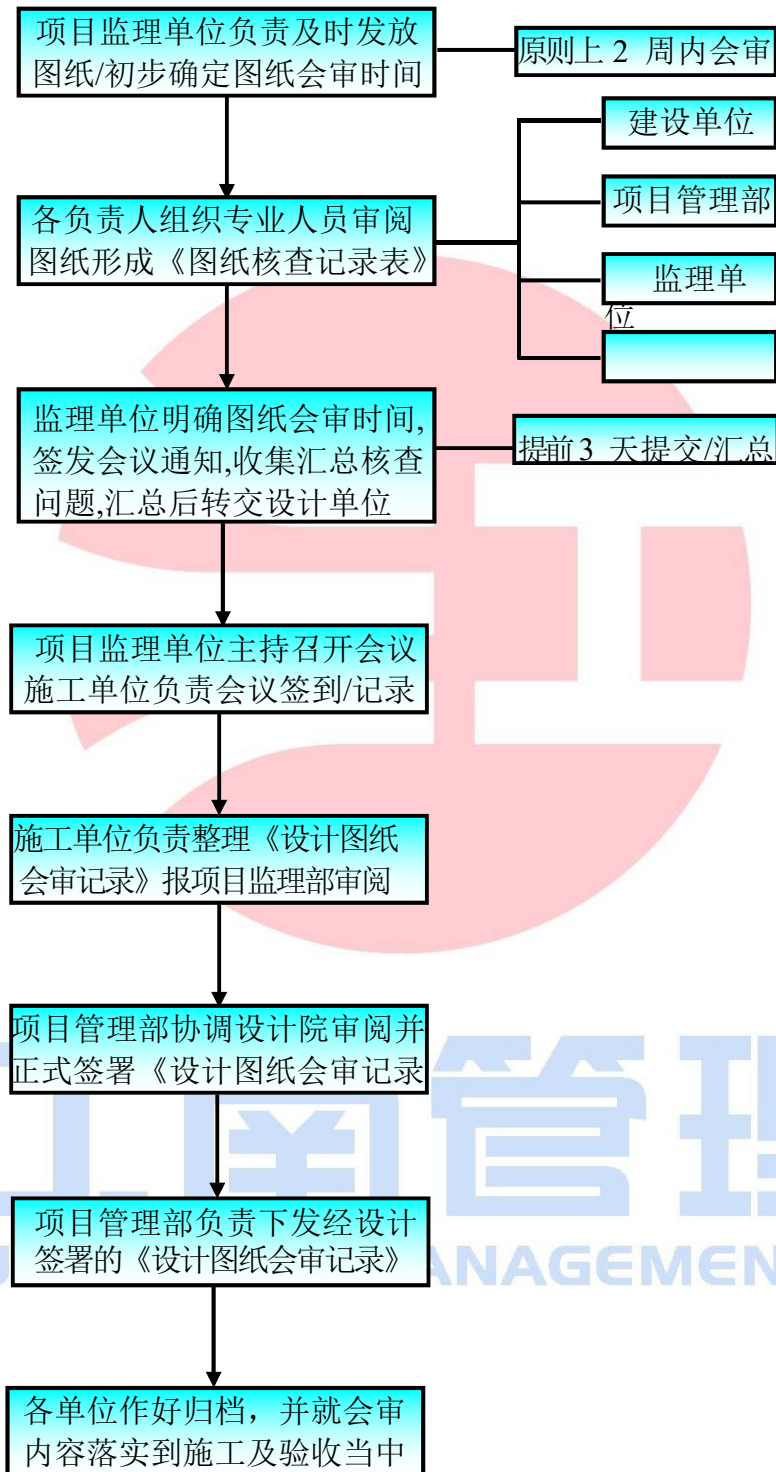 项目监理单位负责及时发放
图纸/初步确定图纸会审时间
原则上 2 周内会审
建设单位
项目管理部
各负责人组织专业人员审阅
图纸形成《图纸核查记录表》
监理单
位
监理单位明确图纸会审时间,
签发会议通知,收集汇总核查
问题,汇总后转交设计单位
提前 3 天提交/汇总
项目监理单位主持召开会议
施工单位负责会议签到/记录
施工单位负责整理《设计图纸
会审记录》报项目监理部审阅
项目管理部协调设计院审阅并
正式签署《设计图纸会审记录
项目管理部负责下发经设计
签署的《设计图纸会审记录》
各单位作好归档，并就会审
内容落实到施工及验收当中
江南管理
ANAGEMEN